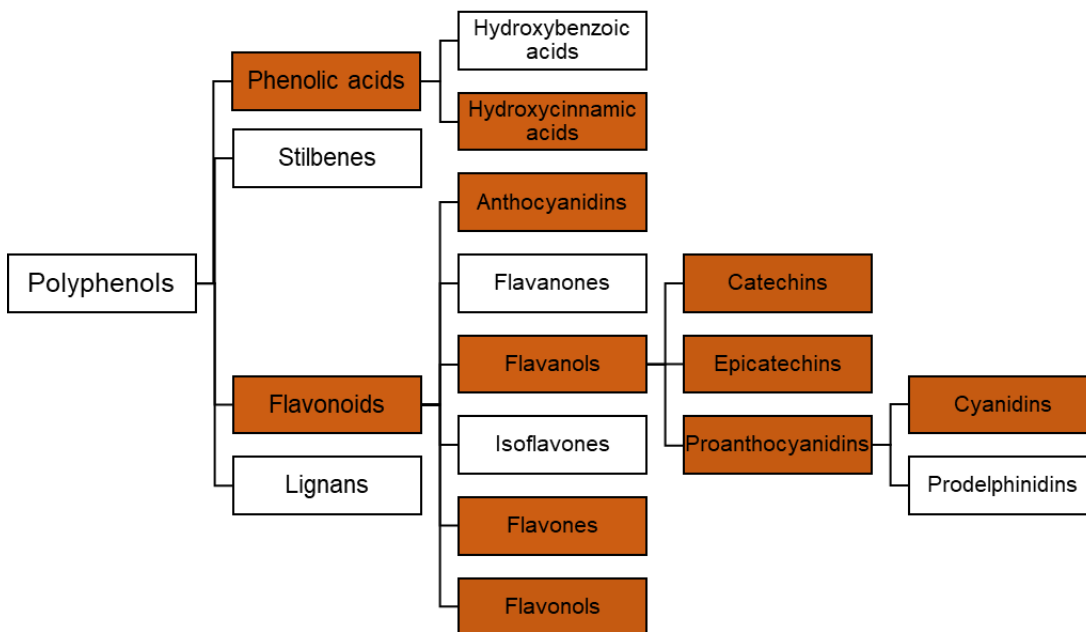 Hydroxybenzoic
acids
Phenolic acids
Hydroxycinnamic
acids
Stilbenes
Anthocyanidins
Polyphenols
Flavanones
Catechins
Flavanols
Epicatechins
Flavonoids
Cyanidins
Isoflavones
Proanthocyanidins
Lignans
Prodelphinidins
Flavones
Flavonols